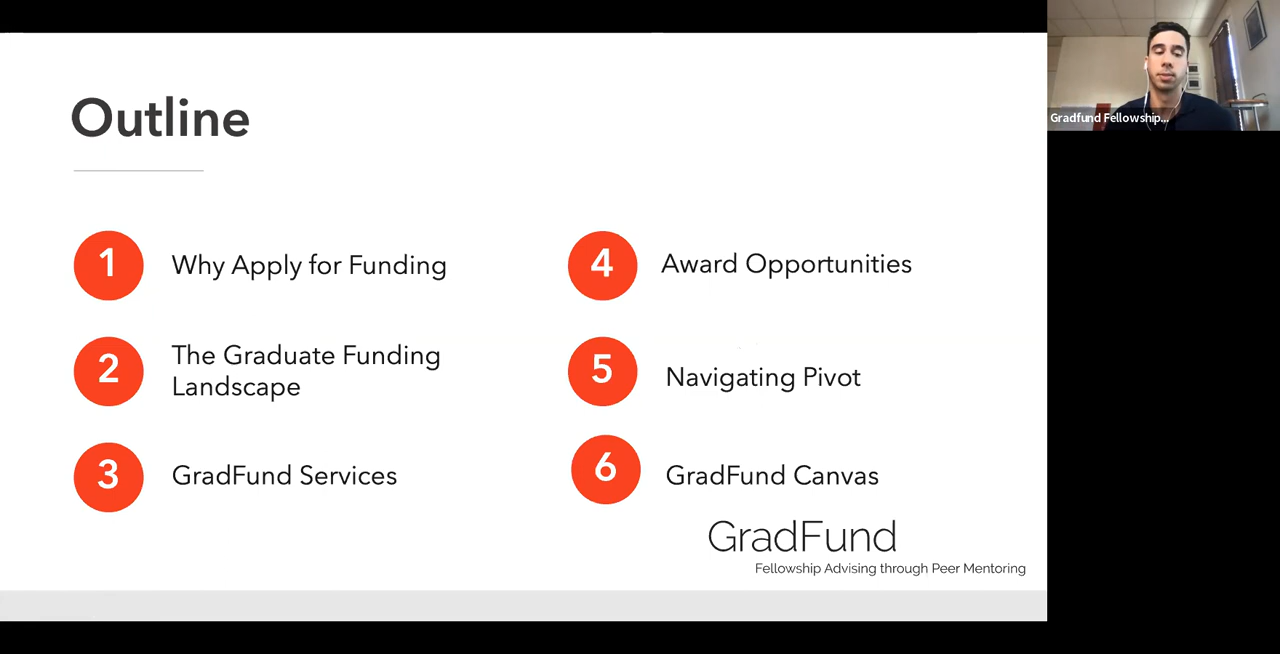 Outline
1
Why Apply for Funding
2
The Graduate Funding
Landscape
3
GradFund Services
4
Award Opportunities
5
Navigating Pivot
6
GradFund Canvas
GradFund
Fellowship Advising through Peer Mentoring
Gradfund Fellowship...